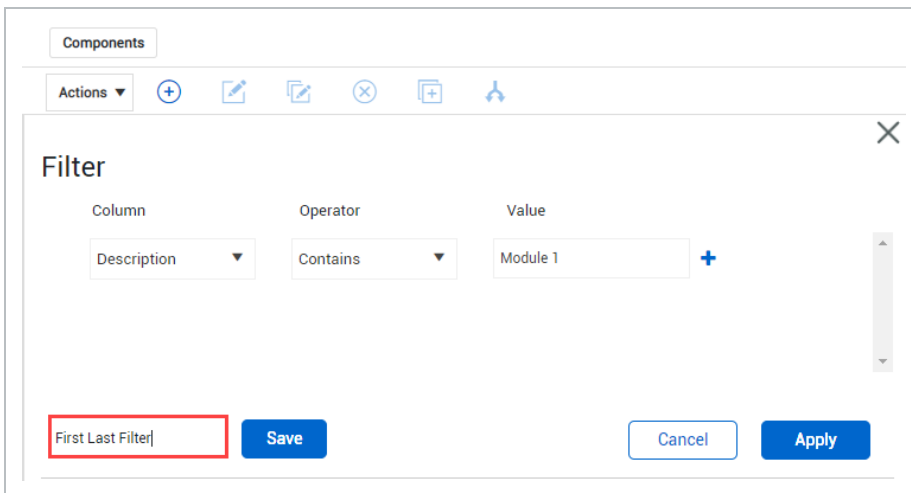 Components
Actions
Filter
Column Operator Value
Description Contains Module 1
First Last Filter Save Cancel Apply